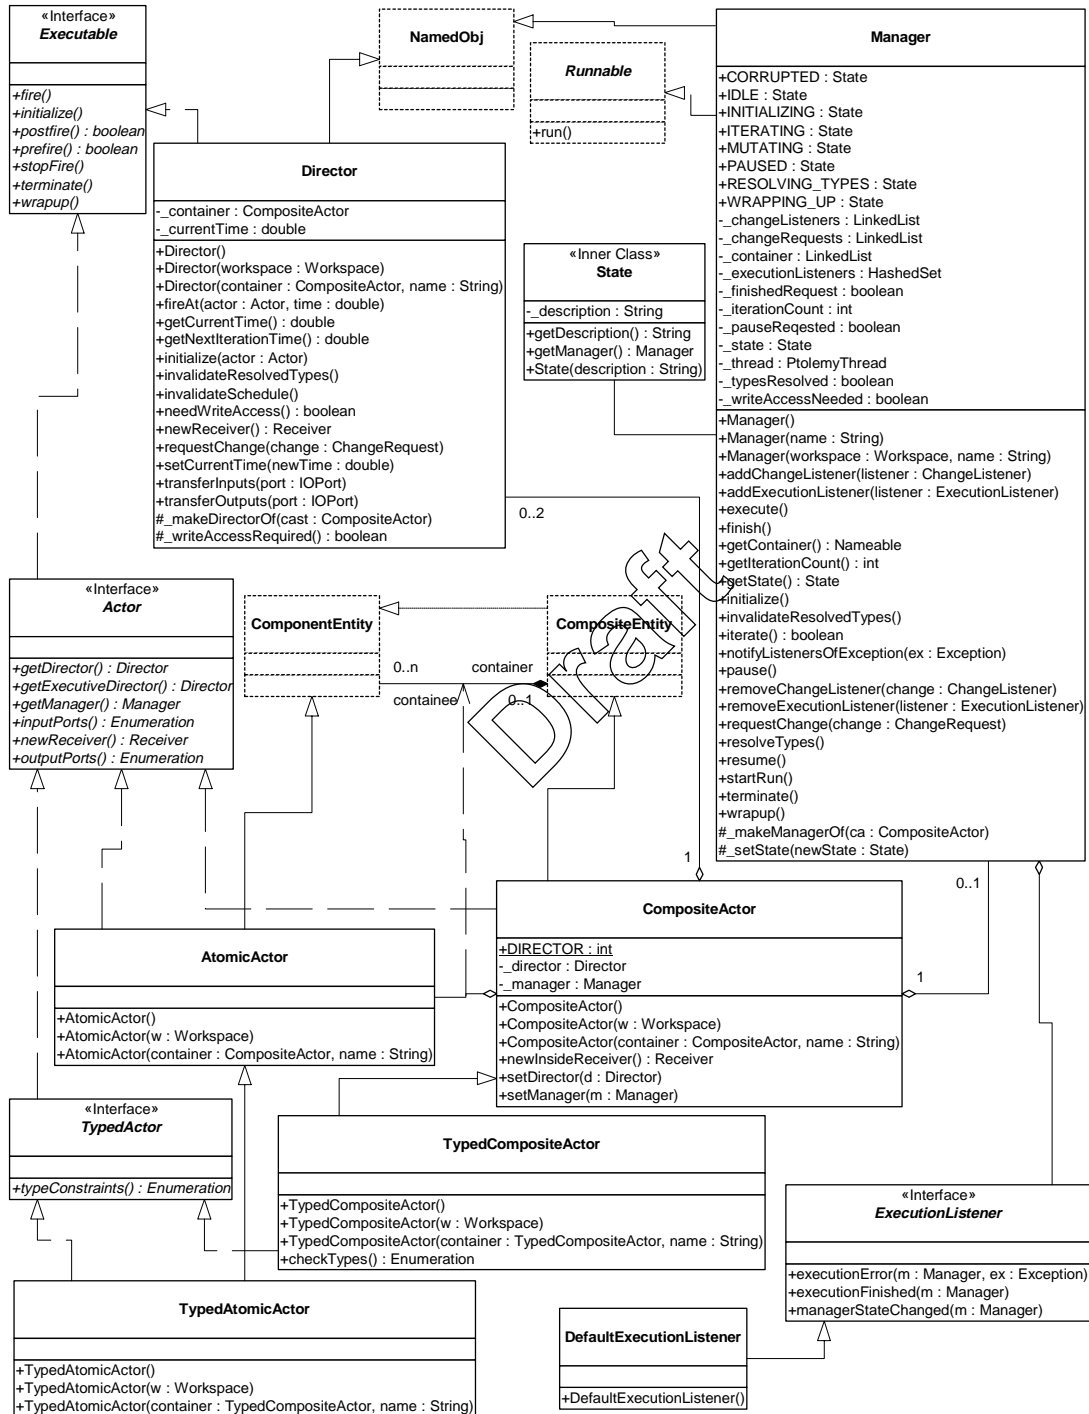 «Interface»
Executable
+fire()
+initialize()
+postfire() : boolean
+prefire() : boolean
+stopFire()
+terminate()
+wrapup()
NamedObj
Runnable
+run()
Manager
+CORRUPTED : State
+IDLE : State
+INITIALIZING : State
+ITERATING : State
+MUTATING : State
+PAUSED : State
+RESOLVING_TYPES : State
+WRAPPING_UP : State
-_changeListeners : LinkedList
-_changeRequests : LinkedList
-_container : LinkedList
-_executionListeners : HashedSet
-_finishedRequest : boolean
-_iterationCount : int
-_pauseReqested : boolean
-_state : State
-_thread : PtolemyThread
-_typesResolved : boolean
-_writeAccessNeeded : boolean
+Manager()
+Manager(name : String)
+Manager(workspace : Workspace, name : String)
+addChangeListener(listener : ChangeListener)
+addExecutionListener(listener : ExecutionListener)
+execute()
+finish()
+getContainer() : Nameable
+getIterationCount() : int
+getState() : State
+initialize()
+invalidateResolvedTypes()
+iterate() : boolean
+notifyListenersOfException(ex : Exception)
+pause()
+removeChangeListener(change : ChangeListener)
+removeExecutionListener(listener : ExecutionListener)
+requestChange(change : ChangeRequest)
+resolveTypes()
+resume()
+startRun()
+terminate()
+wrapup()
#_makeManagerOf(ca : CompositeActor)
#_setState(newState : State)
Director
-_container : CompositeActor
-_currentTime : double
+Director()
+Director(workspace : Workspace)
+Director(container : CompositeActor, name : String)
+fireAt(actor : Actor, time : double)
+getCurrentTime() : double
+getNextIterationTime() : double
+initialize(actor : Actor)
+invalidateResolvedTypes()
+invalidateSchedule()
+needWriteAccess() : boolean
+newReceiver() : Receiver
+requestChange(change : ChangeRequest)
+setCurrentTime(newTime : double)
+transferInputs(port : IOPort)
+transferOutputs(port : IOPort)
#_makeDirectorOf(cast : CompositeActor)
#_writeAccessRequired() : boolean
«Inner Class»
State
-_description : String
+getDescription() : String
+getManager() : Manager
+State(description : String)
0..2
«Interface»
Actor
+getDirector() : Director
+getExecutiveDirector() : Director
+getManager() : Manager
+inputPorts() : Enumeration
+newReceiver() : Receiver
+outputPorts() : Enumeration
ComponentEntity
CompositeEntity
0..n
container
containee
0..1
Draft
1
0..1
CompositeActor
+DIRECTOR : int
-_director : Director
-_manager : Manager
+CompositeActor()
+CompositeActor(w : Workspace)
+CompositeActor(container : CompositeActor, name : String)
+newInsideReceiver() : Receiver
+setDirector(d : Director)
+setManager(m : Manager)
1
AtomicActor
+AtomicActor()
+AtomicActor(w : Workspace)
+AtomicActor(container : CompositeActor, name : String)
«Interface»
TypedActor
+typeConstraints() : Enumeration
TypedCompositeActor
+TypedCompositeActor()
+TypedCompositeActor(w : Workspace)
+TypedCompositeActor(container : TypedCompositeActor, name : String)
+checkTypes() : Enumeration
«Interface»
ExecutionListener
+executionError(m : Manager, ex : Exception)
+executionFinished(m : Manager)
+managerStateChanged(m : Manager)
TypedAtomicActor
+TypedAtomicActor()
+TypedAtomicActor(w : Workspace)
+TypedAtomicActor(container : TypedCompositeActor, name : String)
DefaultExecutionListener
+DefaultExecutionListener()